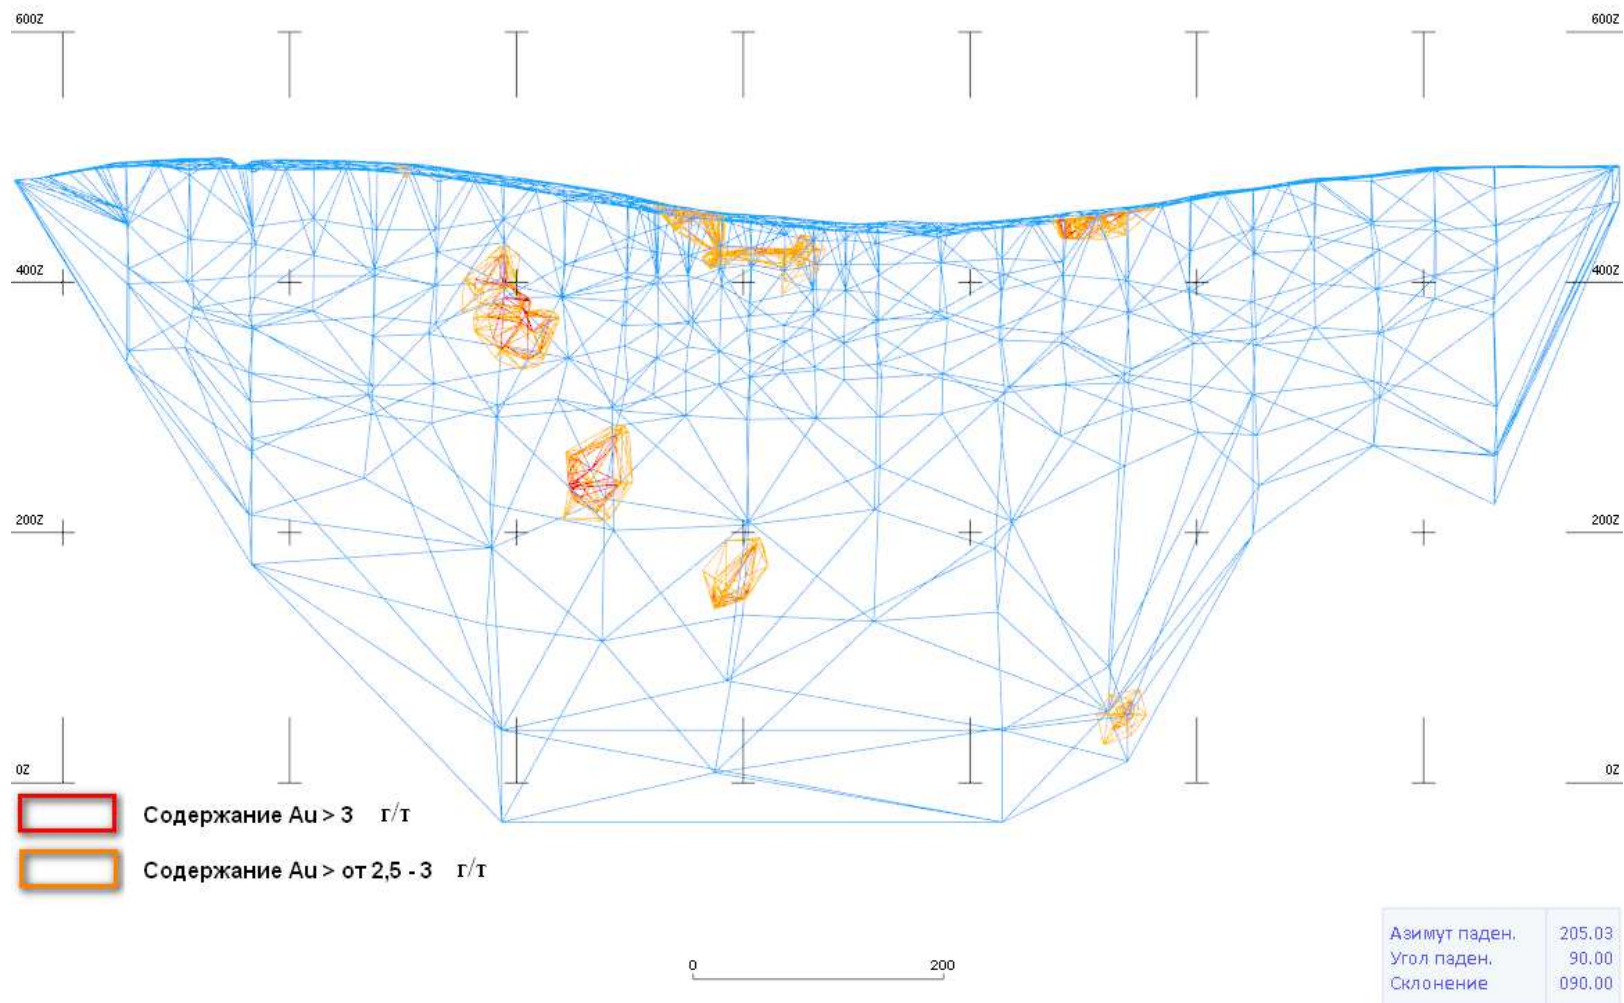 600Z 600Z
400Z 400Z
200Z 200Z
0Z 0Z
Содержание Au > 3 г/т
Содержание Au > от 2,5 - 3 г/т
Азимут паден. 205.03
Угол паден. 90.00
Склонение 090.00
0 200